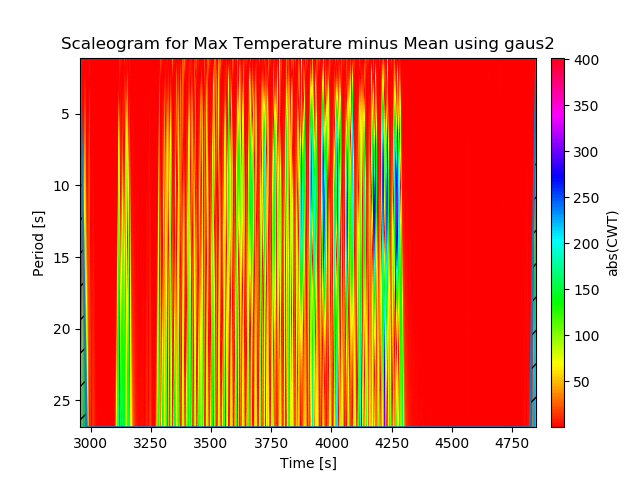 Scaleogram for Max Temperature minus Mean using gaus2
400
350
300
250
200
150
100
50
abs(CWT)
5
10
15
20
25
Period [s]
3000 3250 3500 3750 4000 4250 4500 4750
Time [s]